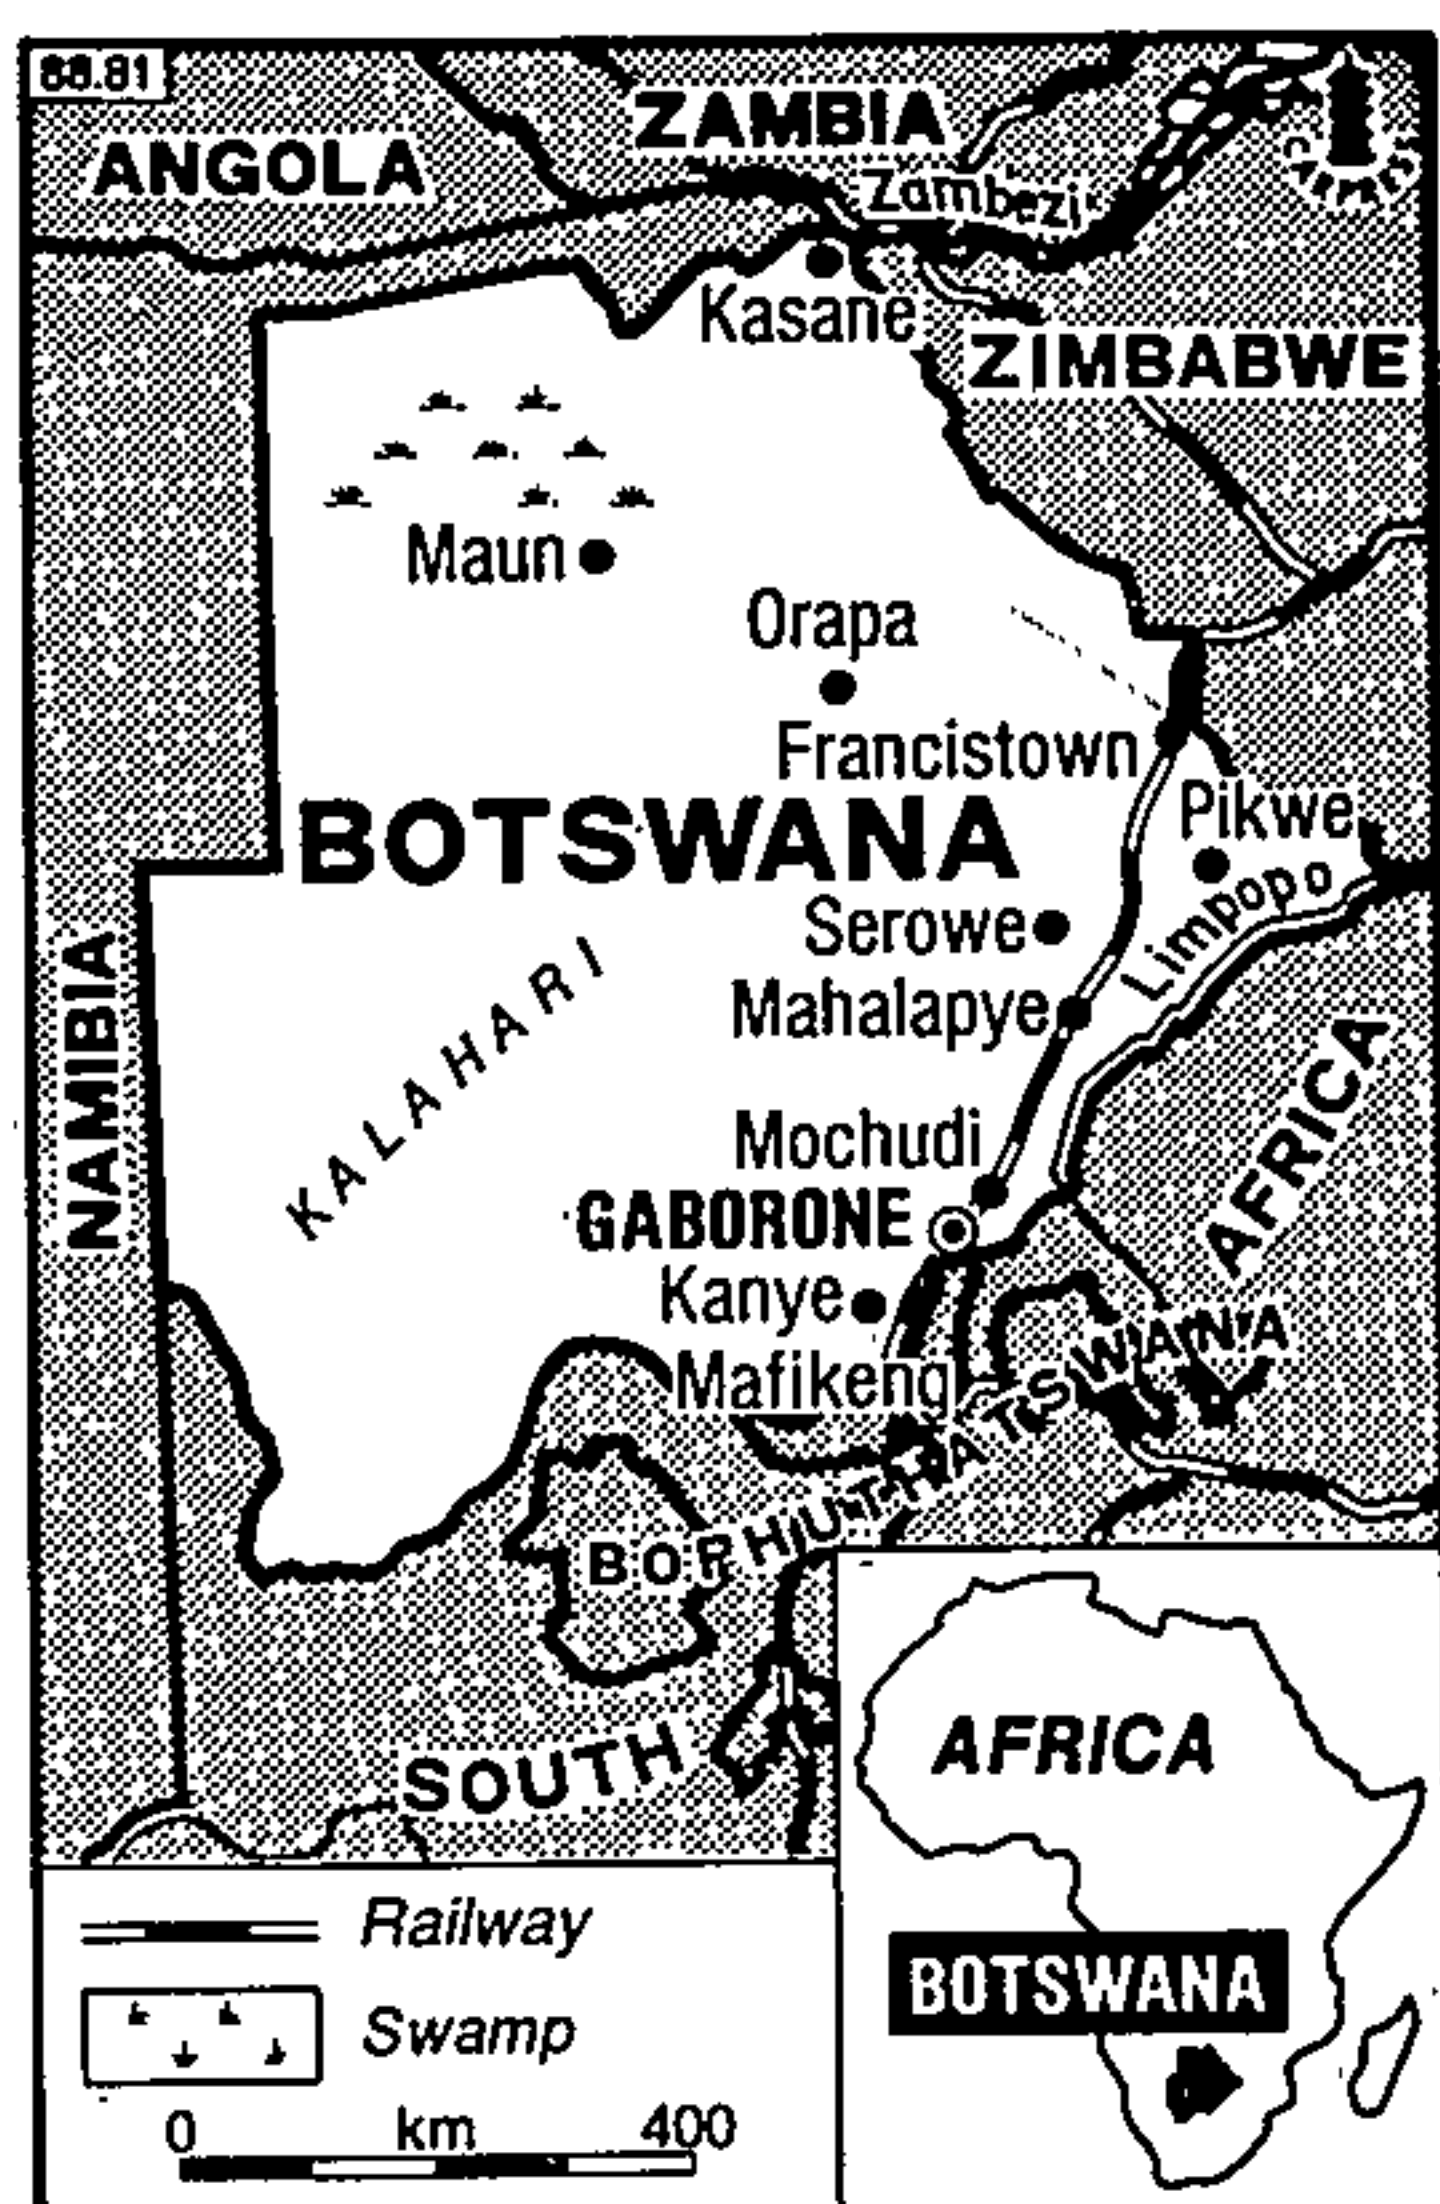 88.81
ANGOLA
ZAMBIA
Zambezi
CARPRESS
Kasane
ZIMBABWE
Maun
Orapa
Francistown
BOTSWANA
Pikwe
Limpopo
Serowe
Mahalapye
KALAHARI
NAMIBIA
Mochudi
GABORONE
Kanye
Mafikeng
BOPHUTHATSWANA
SOUTH
AFRICA
Railway
Swamp
0 km 400
AFRICA
BOTSWANA